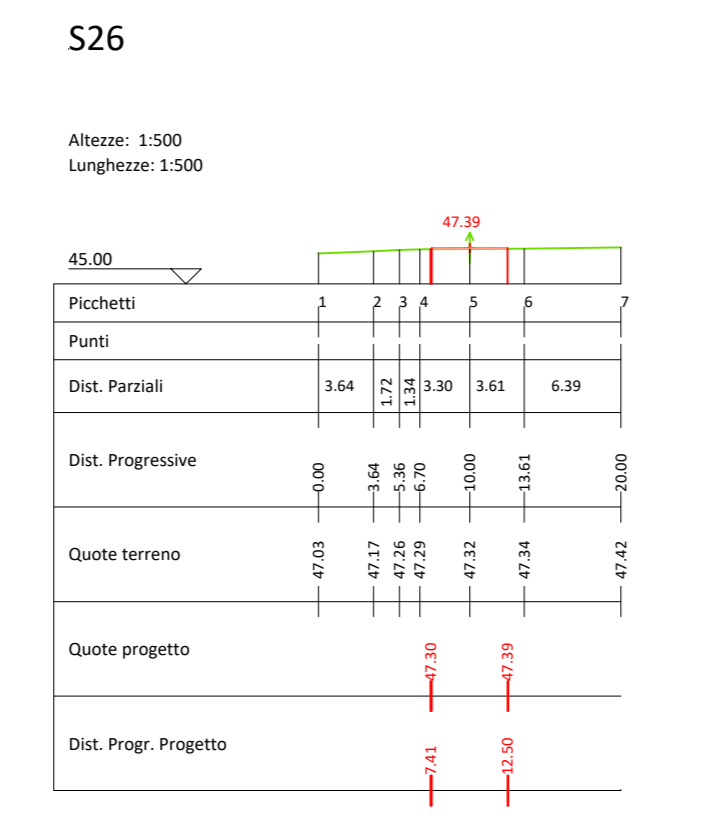 S26
Altezze: 1:500
Lunghezze: 1:500
47.39
45.00
Picchetti 1 2 3 4 5 6 7
Punti
Dist. Parziali 3.64 1.72 1.34 3.30 3.61 6.39
Dist. Progressive 0.00 3.64 5.36 6.70 10.00 13.61 20.00
Quote terreno 47.03 47.17 47.26 47.29 47.32 47.34 47.42
Quote progetto 47.30 47.39
Dist. Progr. Progetto 7.41 12.50